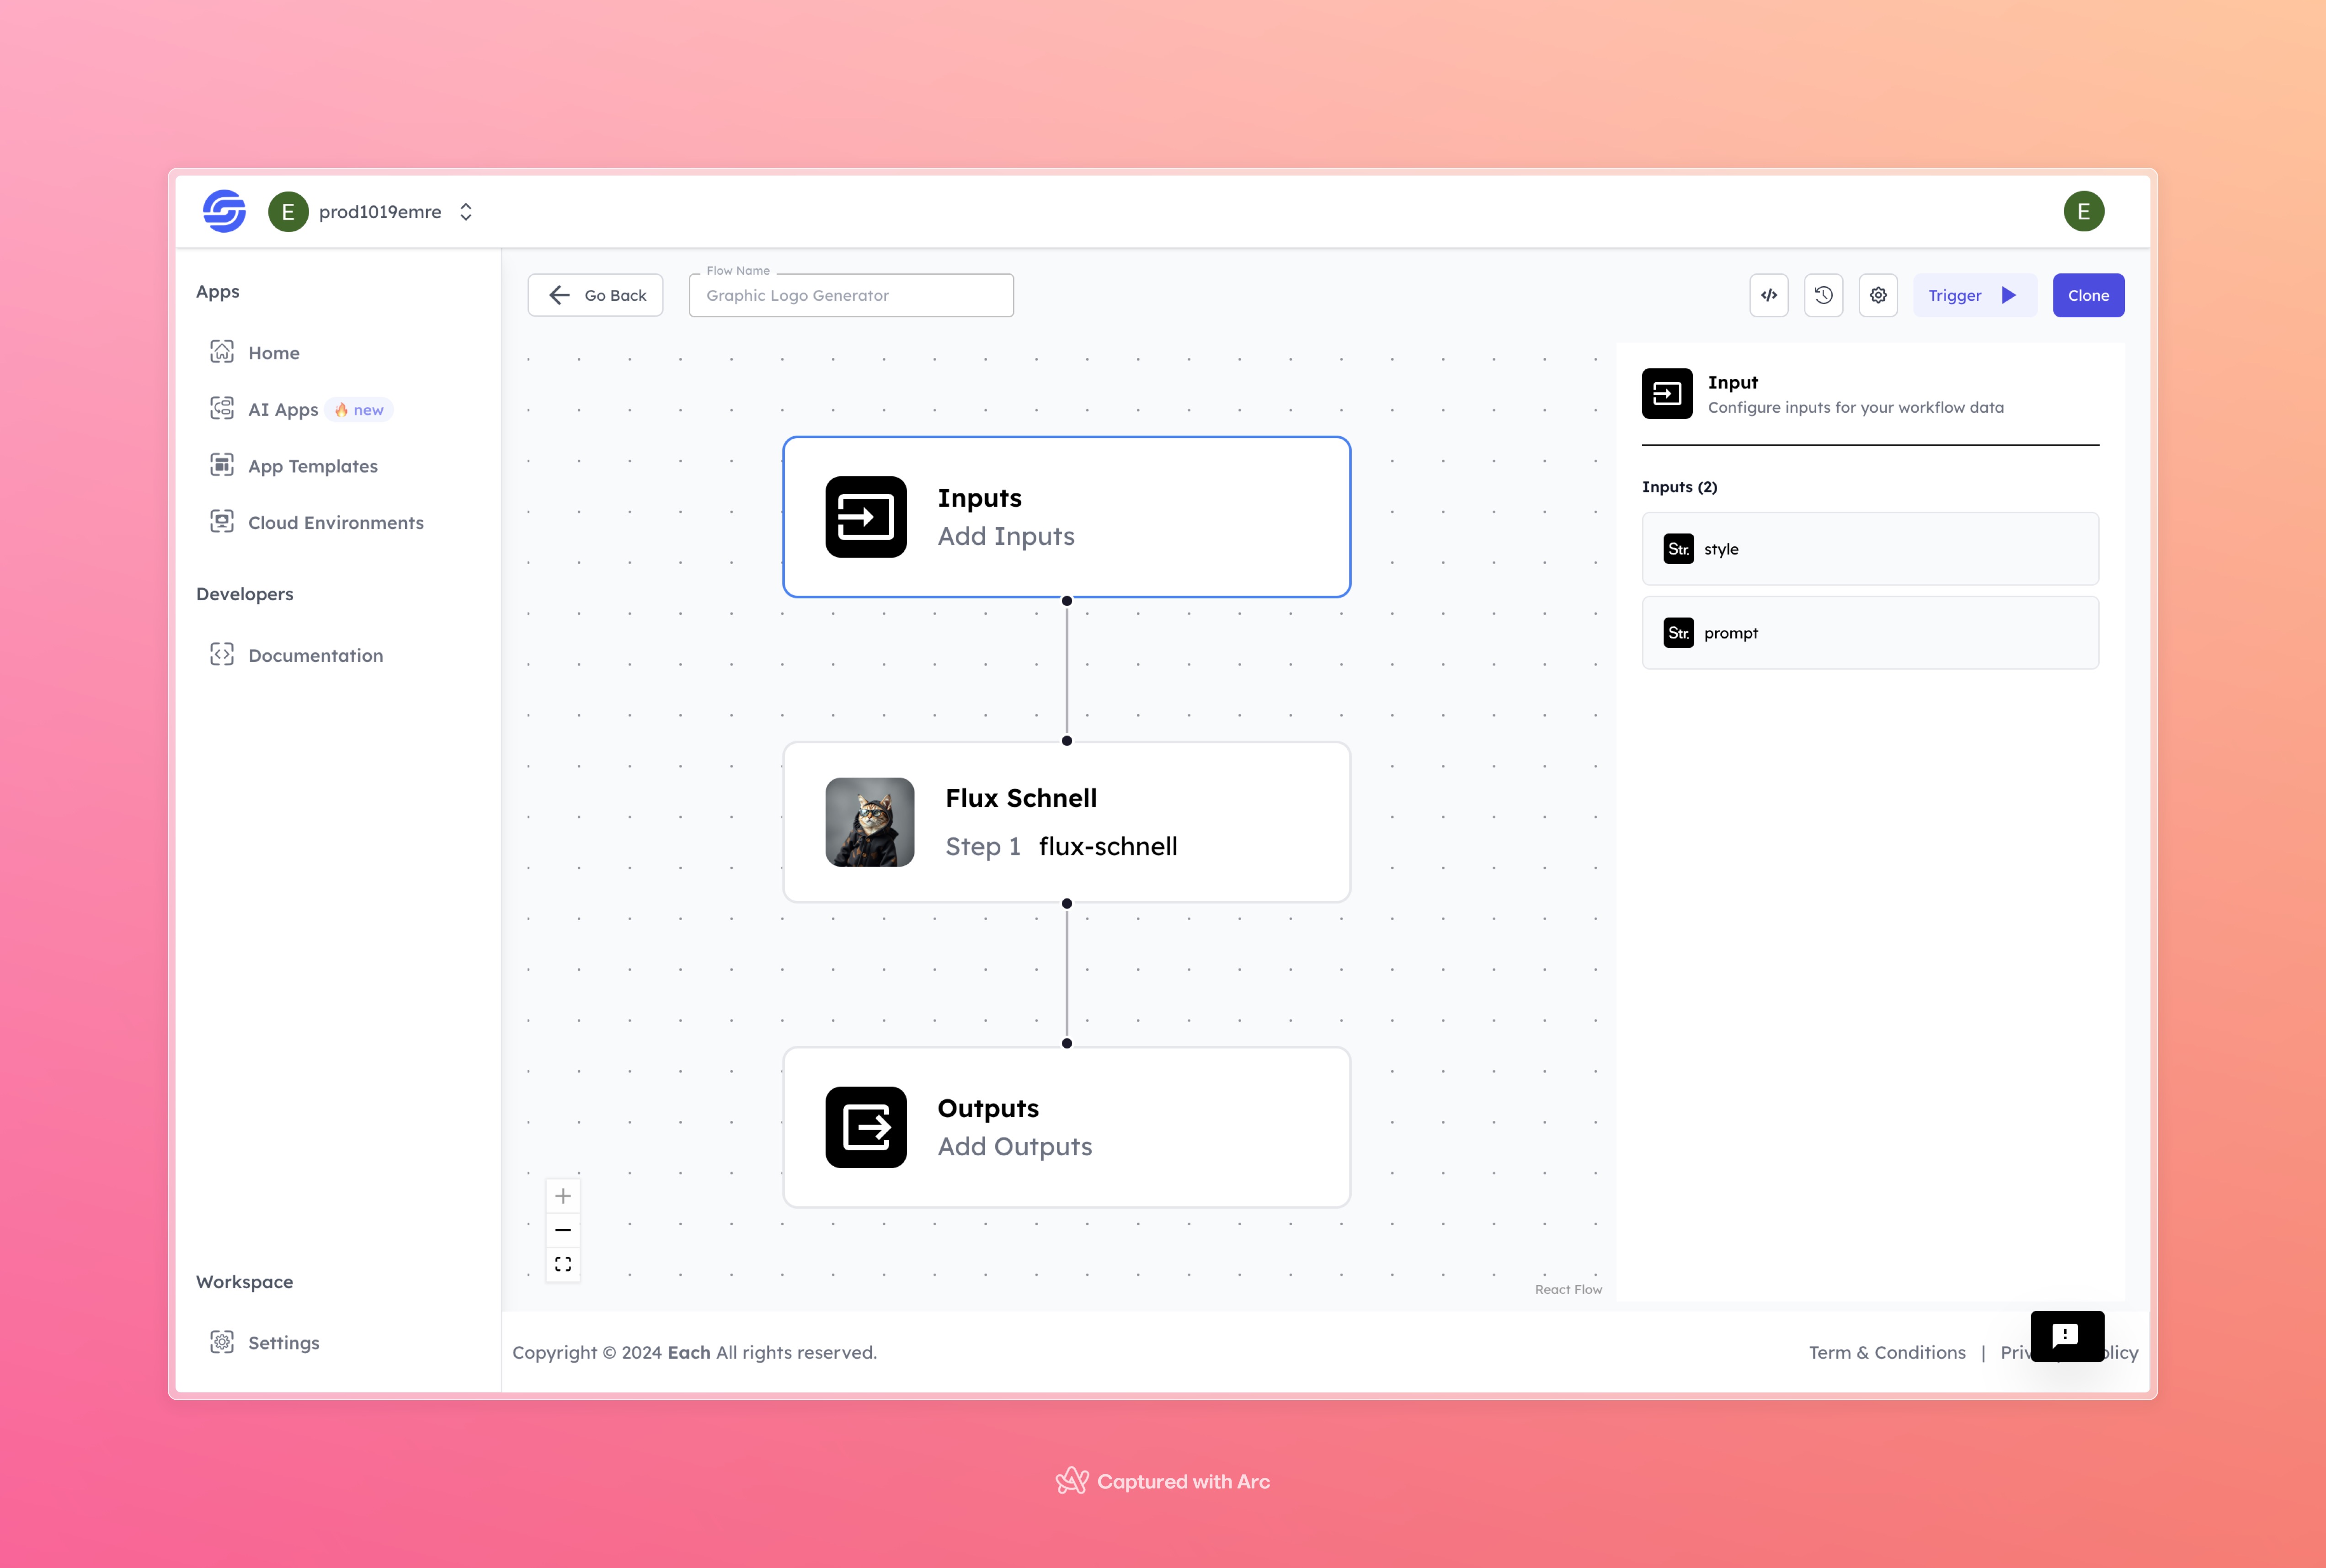 E prod1019emre
E
Apps
Home
AI Apps 🔥 new
App Templates
Cloud Environments
Developers
Documentation
Workspace
Settings
Go Back
Flow Name
Graphic Logo Generator
Trigger
Clone
Inputs
Add Inputs
Flux Schnell
Step 1 flux-schnell
Outputs
Add Outputs
React Flow
Input
Configure inputs for your workflow data
Inputs (2)
Str. style
Str. prompt
Copyright © 2024 Each All rights reserved.
Term & Conditions |
Captured with Arc